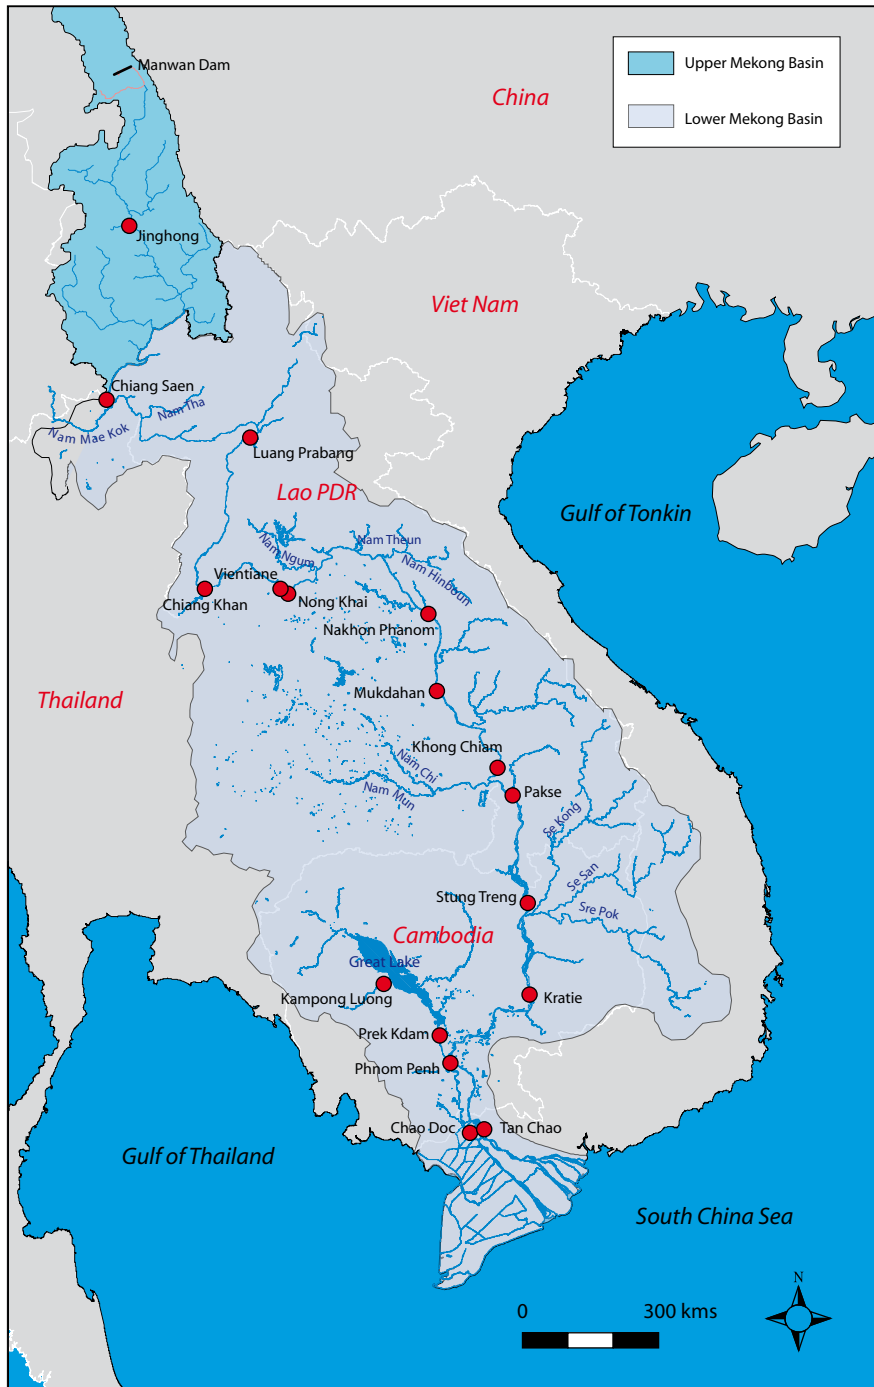 Manwan Dam
Upper Mekong Basin
China
Lower Mekong Basin
Jinghong
Viet Nam
Chiang Saen
Nam Tha
Nam Mae Kok
Luang Prabang
Lao PDR
Gulf of Tonkin
Nam Theun
Nam Ngum
Nam Hinboun
Vientiane
Chiang Khan
Nong Khai
Nakhon Phanom
Thailand
Mukdahan
Khong Chiam
Nam Chi
Nam Mun
Pakse
Se Kong
Se San
Stung Treng
Sre Pok
Cambodia
Great Lake
Kampong Luong
Kratie
Prek Kdam
Phnom Penh
Chao Doc
Tan Chao
Gulf of Thailand
South China Sea
N
0
300 kms